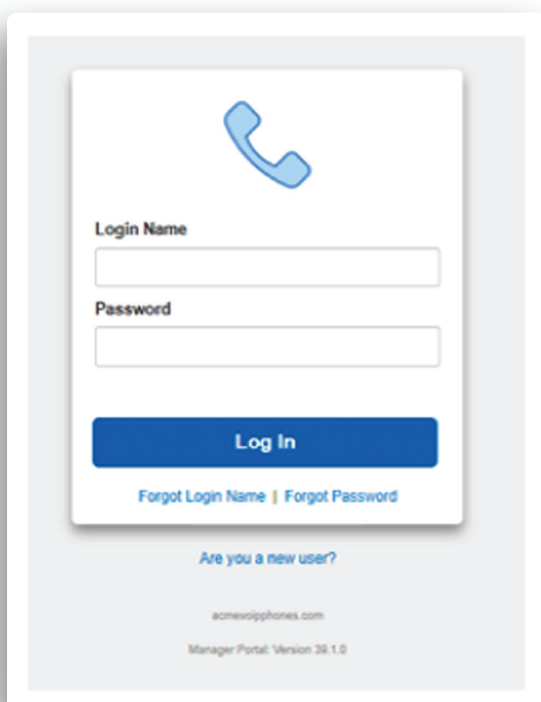 Login Name
Password
Log In
Forgot Login Name | Forgot Password
Are you a new user?
acmevoipphones.com
Manager Portal: Version 39.1.0